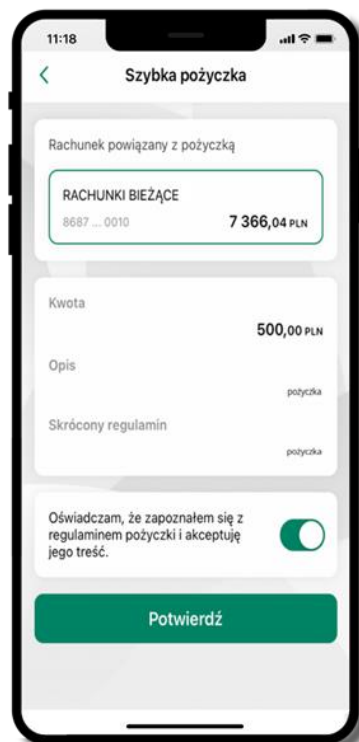 11:18
Szybka pożyczka
Rachunek powiązany z pożyczką
RACHUNKI BIEŻĄCE
8687 ... 0010 7 366,04 PLN
Kwota
500,00 PLN
Opis
pożyczka
Skrócony regulamin
pożyczka
Oświadczam, że zapoznałem się z
regulaminem pożyczki i akceptuję
jego treść.
Potwierdź